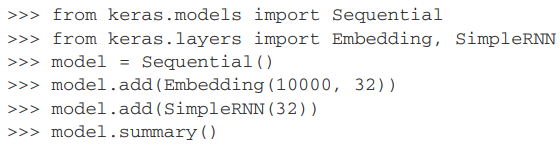 >>> from keras.models import Sequential
>>> from keras.layers import Embedding, SimpleRNN
>>> model = Sequential()
>>> model.add(Embedding(10000, 32))
>>> model.add(SimpleRNN(32))
>>> model.summary()